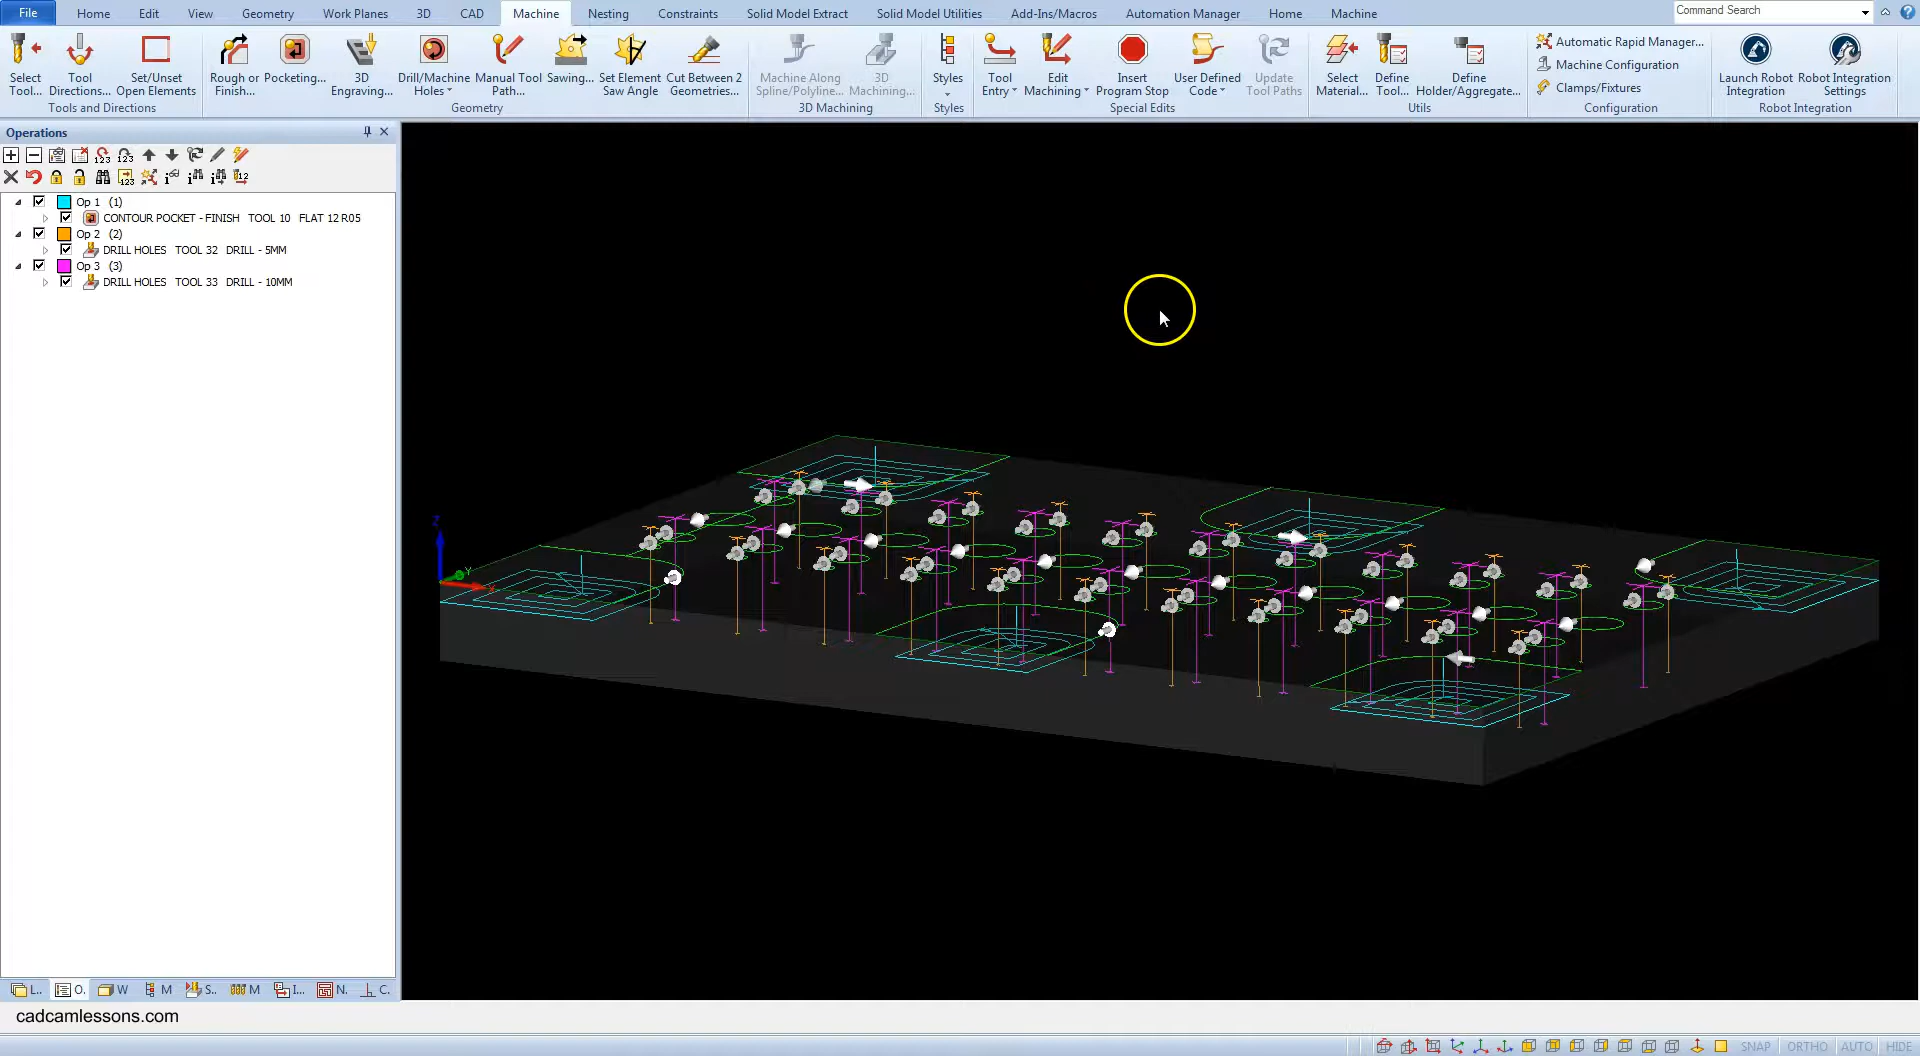 File Home Edit View Geometry Work Planes 3D CAD Machine Nesting Constraints Solid Model Extract Solid Model Utilities Add-Ins/Macros Automation Manager Home Machine Command Search
Select Tool... Tool Directions... Set/Unset Open Elements Rough or Finish... Pocketing... 3D Engraving... Drill/Machine Holes Manual Tool Path... Sawing... Set Element Saw Angle Cut Between 2 Geometries... Machine Along Spline/Polyline... 3D Machining... Styles Tool Entry Edit Machining Insert Program Stop User Defined Code Update Tool Paths Select Material... Define Tool... Define Holder/Aggregate... Automatic Rapid Manager... Machine Configuration Clamps/Fixtures Launch Robot Integration Robot Integration Settings
Tools and Directions Geometry 3D Machining Styles Special Edits Utils Configuration Robot Integration
Operations
Op 1 (1)
CONTOUR POCKET - FINISH TOOL 10 FLAT 12 R05
Op 2 (2)
DRILL HOLES TOOL 32 DRILL - 5MM
Op 3 (3)
DRILL HOLES TOOL 33 DRILL - 10MM
Z
Y
X
L.. O. W M S.. M I... N. C.
cadcamlessons.com
SNAP ORTHO AUTO HIDE